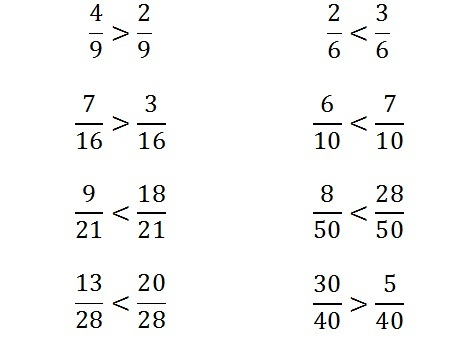 4/9 > 2/9    2/6 < 3/6
7/16 > 3/16    6/10 < 7/10
9/21 < 18/21    8/50 < 28/50
13/28 < 20/28    30/40 > 5/40